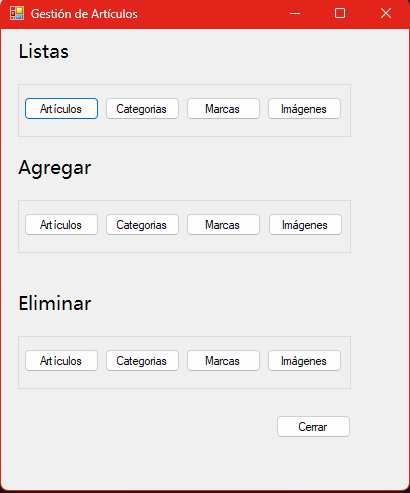 Gestión de Artículos
Listas
Artículos Categorias Marcas Imágenes
Agregar
Artículos Categorias Marcas Imágenes
Eliminar
Artículos Categorias Marcas Imágenes
Cerrar